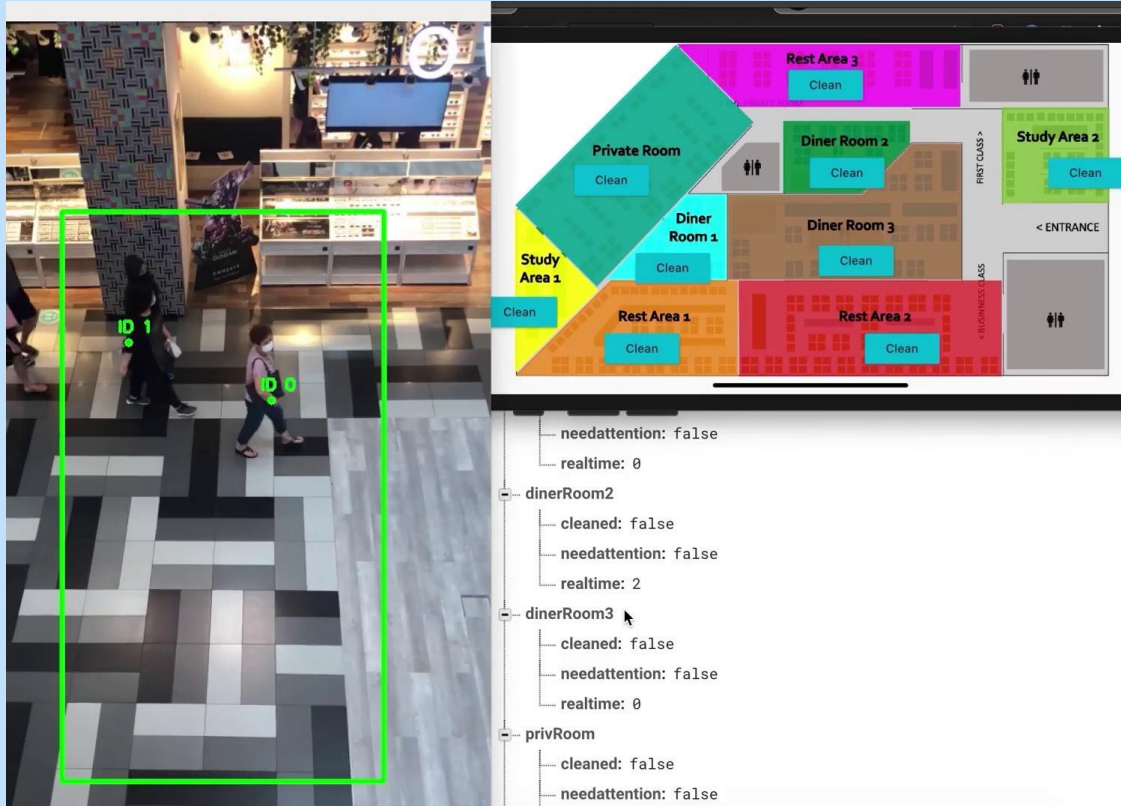 GUNDAM
ID 1
ID 0
Rest Area 3
Clean
Private Room
Clean
Diner Room 2
Clean
FIRST CLASS >
Study Area 2
Clean
Diner
Room 1
Clean
Diner Room 3
Clean
< ENTRANCE
Study
Area 1
Clean
Rest Area 1
Clean
Rest Area 2
Clean
< BUSINESS CLASS
needattention: false
realtime: 0
dinerRoom2
cleaned: false
needattention: false
realtime: 2
dinerRoom3
cleaned: false
needattention: false
realtime: 0
privRoom
cleaned: false
needattention: false